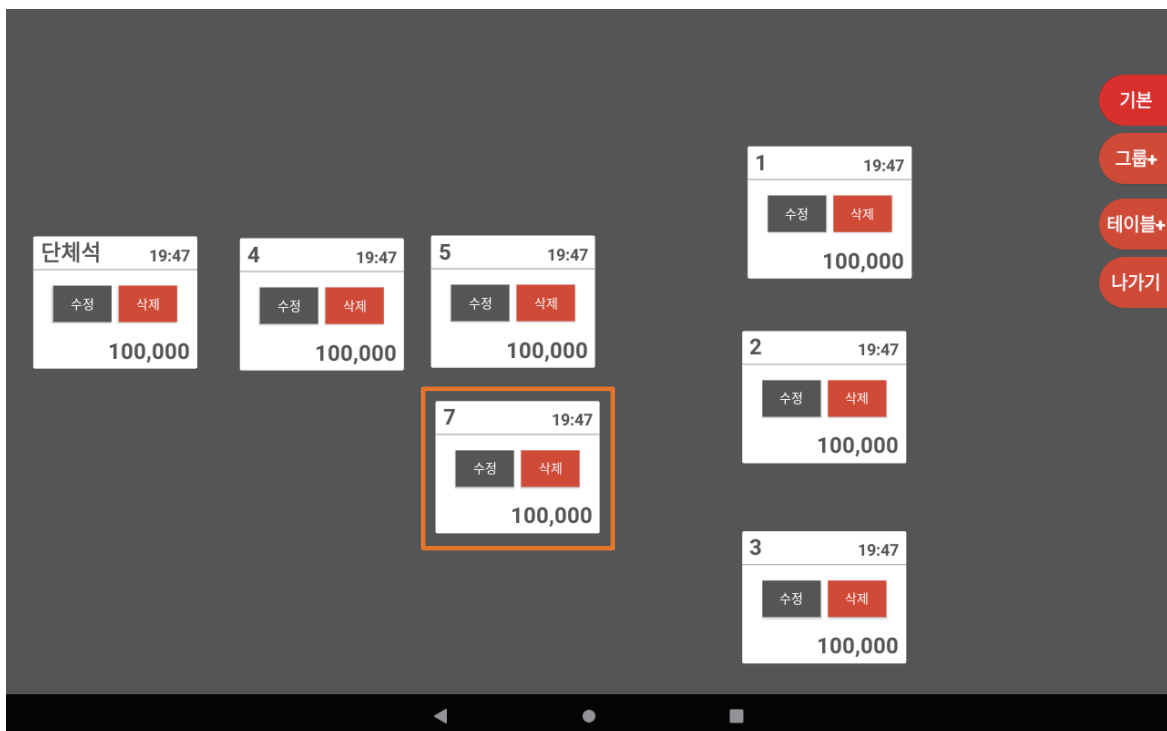 기본
그룹+
테이블+
나가기
단체석 19:47
수정 삭제
100,000
4 19:47
수정 삭제
100,000
5 19:47
수정 삭제
100,000
7 19:47
수정 삭제
100,000
1 19:47
수정 삭제
100,000
2 19:47
수정 삭제
100,000
3 19:47
수정 삭제
100,000